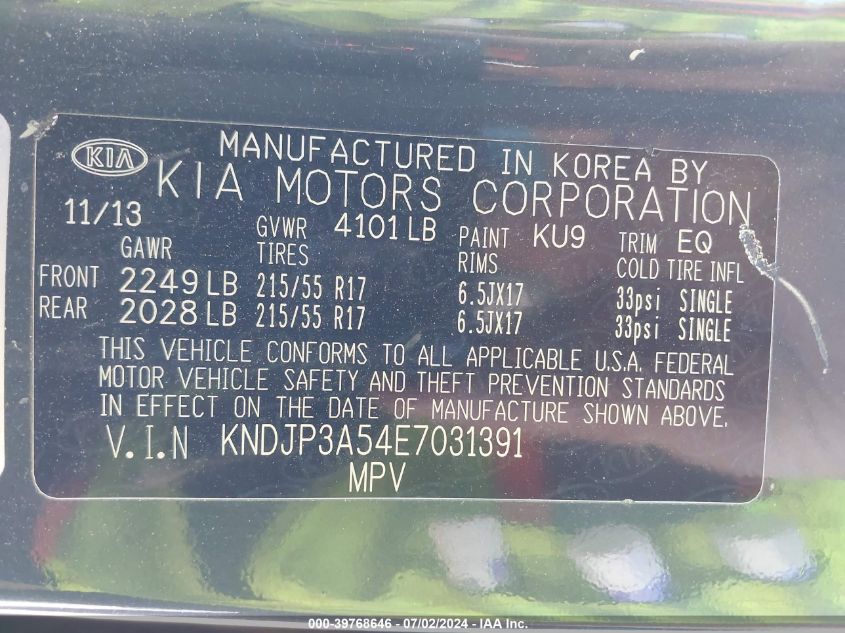 KIA MANUFACTURED IN KOREA BY
KIA MOTORS CORPORATION
11/13 GVWR 4101 LB PAINT KU9 TRIM EQ
GAWR TIRES RIMS COLD TIRE INFL
FRONT 2249 LB 215/55 R17 6.5JX17 33psi SINGLE
REAR 2028 LB 215/55 R17 6.5JX17 33psi SINGLE
THIS VEHICLE CONFORMS TO ALL APPLICABLE U.S.A. FEDERAL
MOTOR VEHICLE SAFETY AND THEFT PREVENTION STANDARDS
IN EFFECT ON THE DATE OF MANUFACTURE SHOWN ABOVE.
V.I.N KNDJP3A54E7031391
MPV
000-39768646 - 07/02/2024 - IAA Inc.